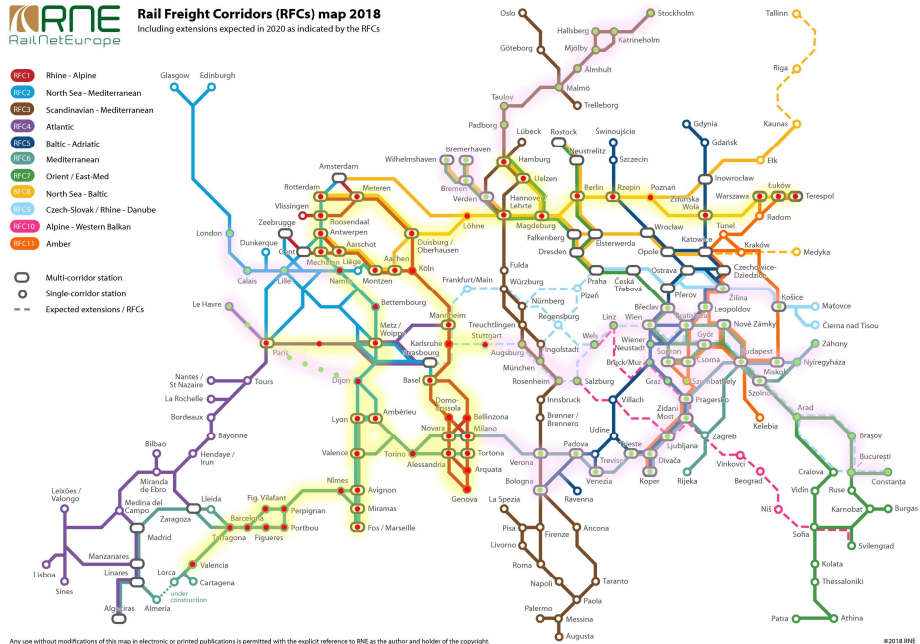 RNE
RailNetEurope
Rail Freight Corridors (RFCs) map 2018
Including extensions expected in 2020 as indicated by the RFCs
RFC1 Rhine - Alpine
RFC2 North Sea - Mediterranean
RFC3 Scandinavian - Mediterranean
RFC4 Atlantic
RFC5 Baltic - Adriatic
RFC6 Mediterranean
RFC7 Orient / East-Med
RFC8 North Sea - Baltic
RFC9 Czech-Slovak / Rhine - Danube
RFC10 Alpine - Western Balkan
RFC11 Amber
Multi-corridor station
Single-corridor station
Expected extensions / RFCs
Oslo
Stockholm
Tallinn
Hallsberg
Katrineholm
Göteborg
Mjölby
Älmhult
Riga
Glasgow
Edinburgh
Malmö
Taulov
Trelleborg
Padborg
Gdynia
Kaunas
Lübeck
Rostock
Świnoujście
Gdańsk
Wilhelmshaven
Bremerhaven
Hamburg
Neustrelitz
Szczecin
Ełk
Amsterdam
Uelzen
Inowrocław
Rotterdam
Meteren
Bremen
Verden
Hannover
Lehrte
Berlin
Rzepin
Poznań
Zduńska
Wola
Warszawa
Łuków
Terespol
Vlissingen
Zeebrugge
Roosendaal
Löhne
Magdeburg
Radom
London
Antwerpen
Falkenberg
Elsterwerda
Wrocław
Tunel
Dunkerque
Gent
Aarschot
Duisburg /
Oberhausen
Dresden
Opole
Katowice
Kraków
Medyka
Mechelen
Liège
Aachen
Calais
Lille
Namur
Montzen
Köln
Fulda
Praha
Česká
Třebova
Ostrava
Czechowice-
Dziedzice
Frankfurt/Main
Würzburg
Plzeň
Přerov
Žilina
Le Havre
Bettembourg
Nürnberg
Břeclav
Leopoldov
Košice
Maťovce
Mannheim
Treuchtlingen
Regensburg
Linz
Wien
Bratislava
Nové Zámky
Čierna nad Tisou
Metz /
Woippy
Karlsruhe
Stuttgart
Wels
Wiener
Neustadt
Győr
Záhony
Paris
Strasbourg
Augsburg
Ingolstadt
Sopron
Csorna
Budapest
München
Bruck/Mur
Miskolc
Nyíregyháza
Nantes /
St Nazaire
Tours
Dijon
Basel
Rosenheim
Salzburg
Graz
Szombathely
Szolnok
La Rochelle
Domo-
dossola
Innsbruck
Villach
Pragersko
Bordeaux
Lyon
Ambérieu
Bellinzona
Brenner /
Brennero
Zidani
Most
Kelebia
Arad
Bayonne
Novara
Milano
Udine
Ljubljana
Zagreb
Braşov
Bilbao
Hendaye /
Irun
Valence
Torino
Tortona
Verona
Padova
Treviso
Trieste
Divača
Vinkovci
Bucureşti
Miranda
de Ebro
Alessandria
Arquata
Bologna
Venezia
Koper
Rijeka
Beograd
Craiova
Constanţa
Leixões /
Valongo
Medina del
Campo
Lleida
Nîmes
Avignon
Genova
Ravenna
Vidin
Ruse
Fig. Vilafant
Perpignan
La Spezia
Niš
Karnobat
Burgas
Zaragoza
Barcelona
Miramas
Pisa
Ancona
Madrid
Tarragona
Figueres
Portbou
Fos / Marseille
Firenze
Sofia
Livorno
Svilengrad
Manzanares
Valencia
Roma
Kulata
Lisboa
Linares
Lorca
Cartagena
Napoli
Taranto
Thessaloniki
Sines
under
construction
Almería
Paola
Algeciras
Palermo
Messina
Patra
Athina
Augusta
Any use without modifications of this map in electronic or printed publications is permitted with the explicit reference to RNE as the author and holder of the copyright.
©2018 RNE